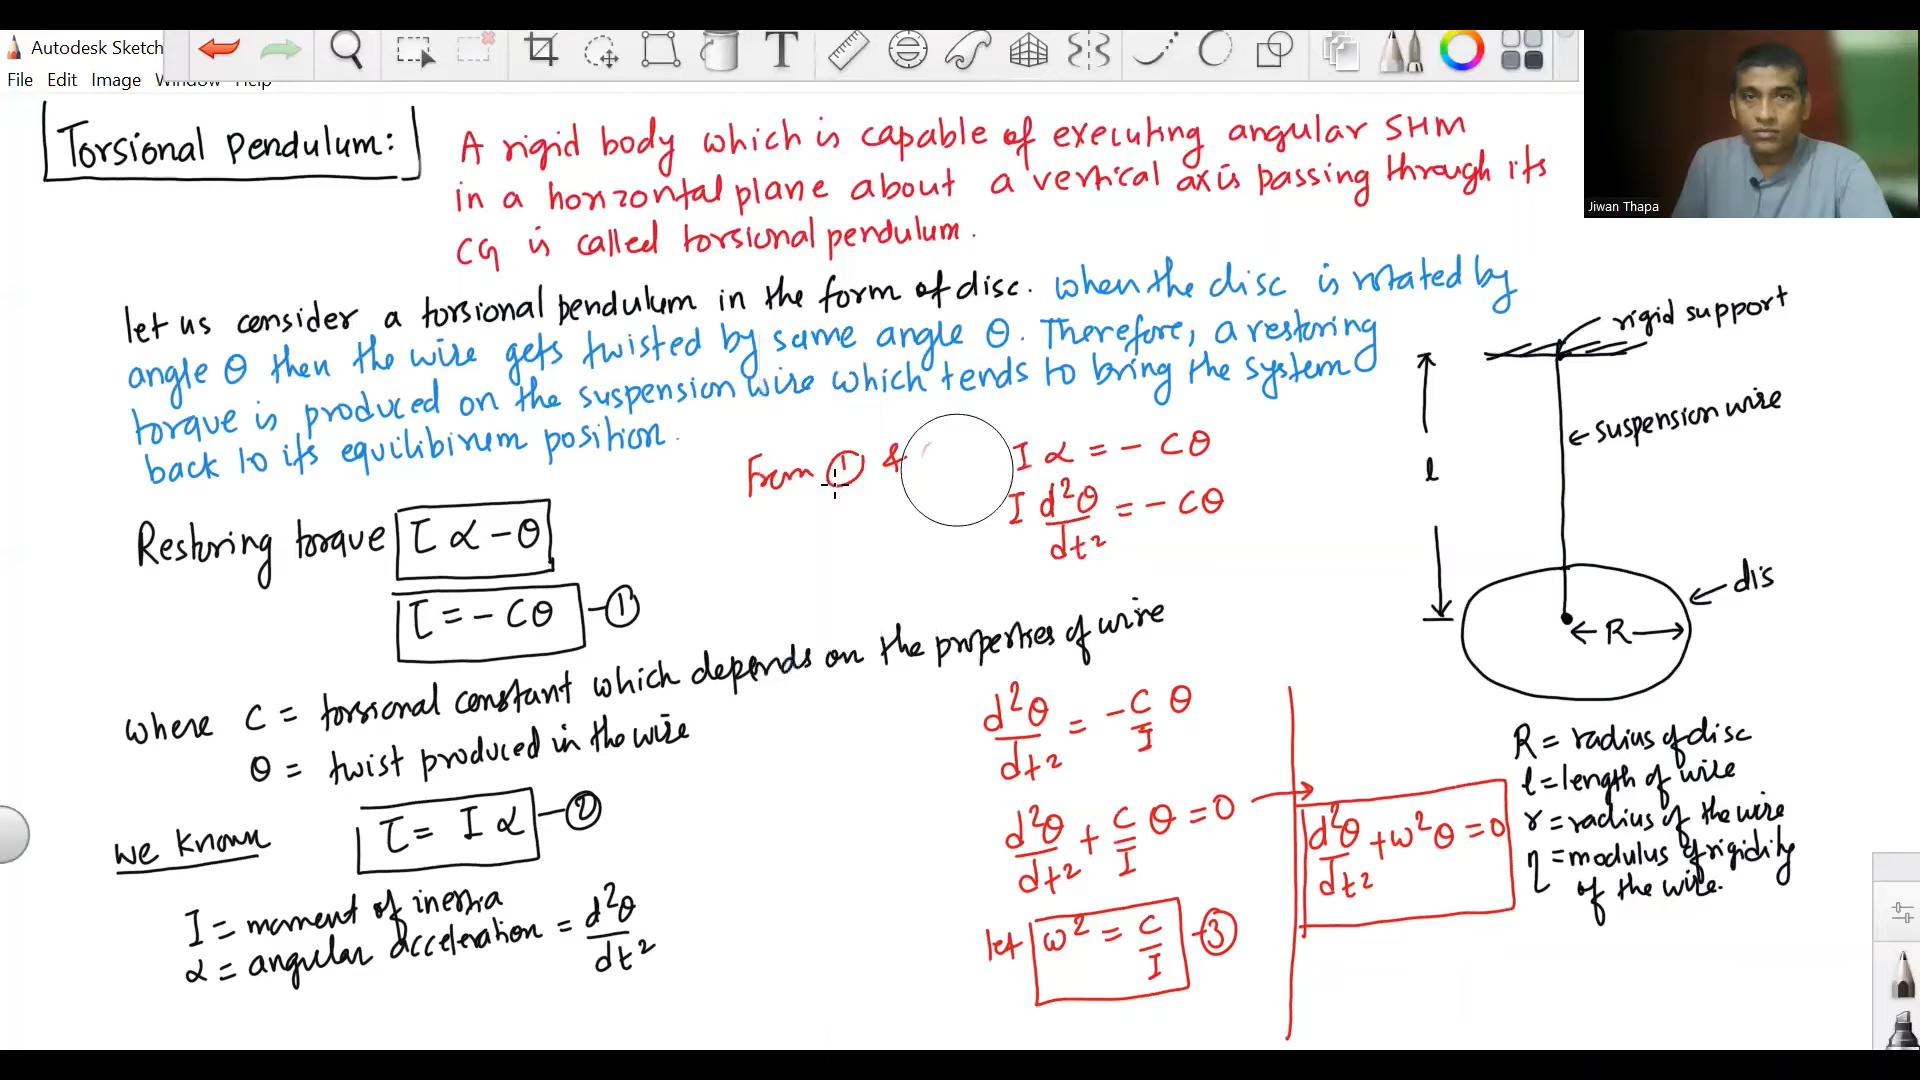 Autodesk Sketch
File Edit Image Window Help
Jiwan Thapa
Torsional Pendulum:
A rigid body which is capable of executing angular SHM
in a horizontal plane about a vertical axis passing through its
CG is called torsional pendulum.
let us consider a torsional pendulum in the form of disc. when the disc is rotated by
angle θ then the wire gets twisted by same angle θ. Therefore, a restoring
torque is produced on the suspension wire which tends to bring the system
back to its equilibirum position.
From ① &
I α = - Cθ
I d²θ/dt² = - Cθ
Restoring torque τ α - θ
τ = - Cθ - ①
where C = torsional constant which depends on the properties of wire
θ = twist produced in the wire
we known τ = I α - ②
I = moment of inertia
α = angular acceleration = d²θ/dt²
d²θ/dt² = - C/I θ
d²θ/dt² + C/I θ = 0
let ω² = C/I - ③
d²θ/dt² + ω²θ = 0
rigid support
suspension wire
l
dis
R
R = radius of disc
l = length of wire
r = radius of the wire
η = modulus of rigidity
of the wire.